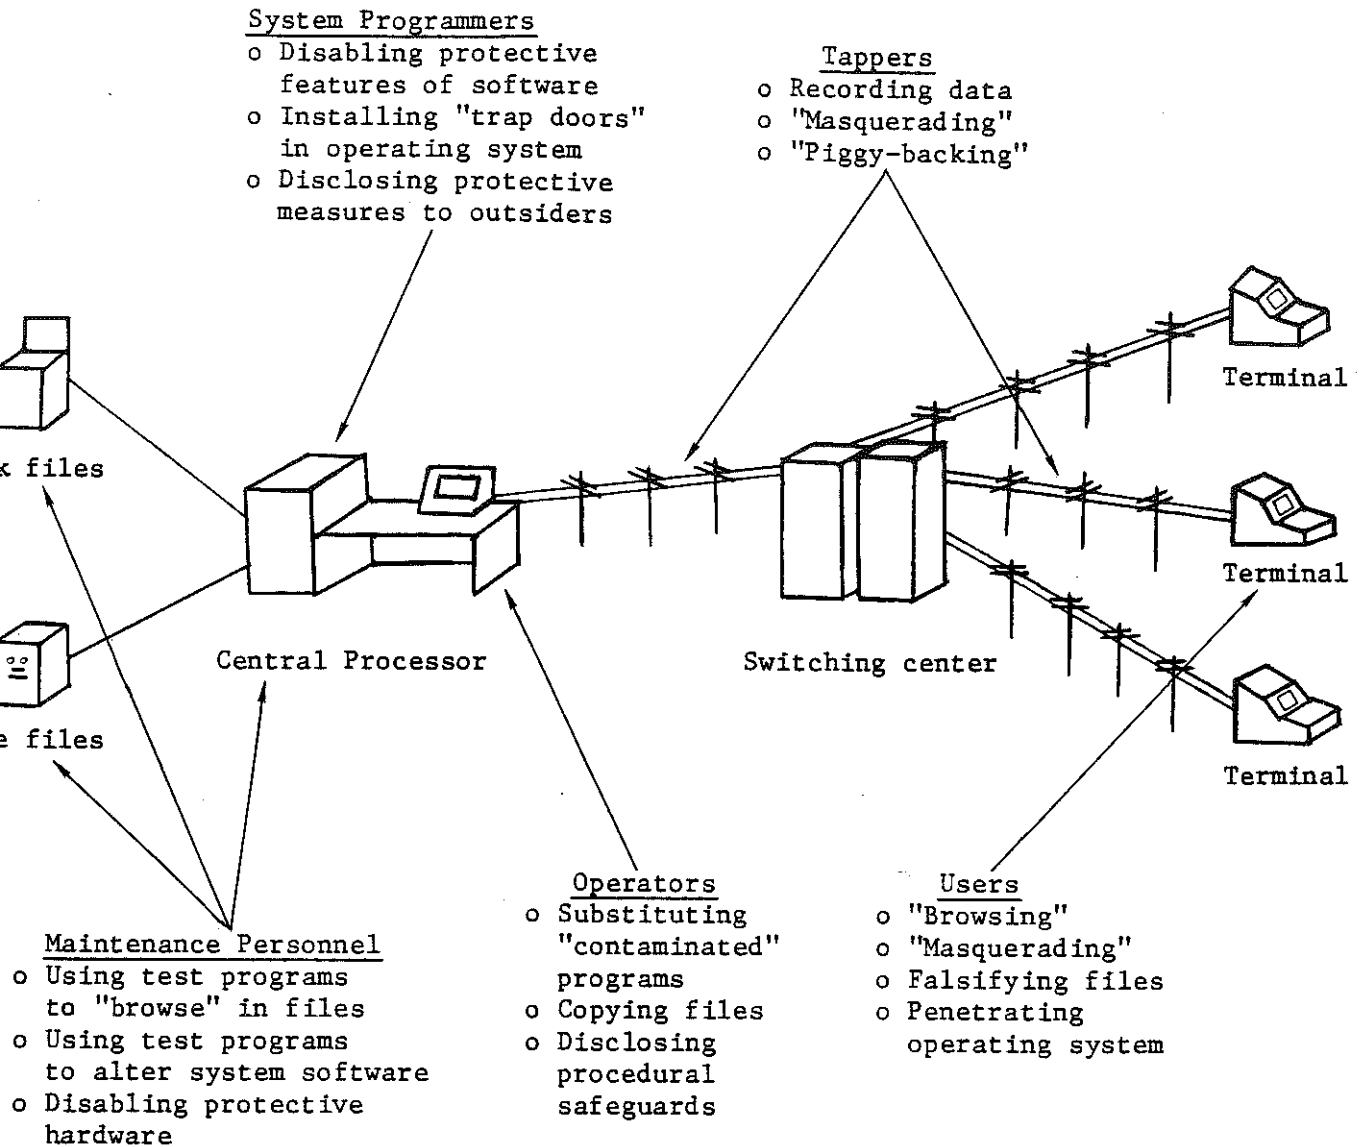 System Programmers
o Disabling protective
features of software
o Installing "trap doors"
in operating system
o Disclosing protective
measures to outsiders
Tappers
o Recording data
o "Masquerading"
o "Piggy-backing"
Terminal
files
Terminal
Central Processor
Switching center
files
Terminal
Maintenance Personnel
o Using test programs
to "browse" in files
o Using test programs
to alter system software
o Disabling protective
hardware
Operators
o Substituting
"contaminated"
programs
o Copying files
o Disclosing
procedural
safeguards
Users
o "Browsing"
o "Masquerading"
o Falsifying files
o Penetrating
operating system